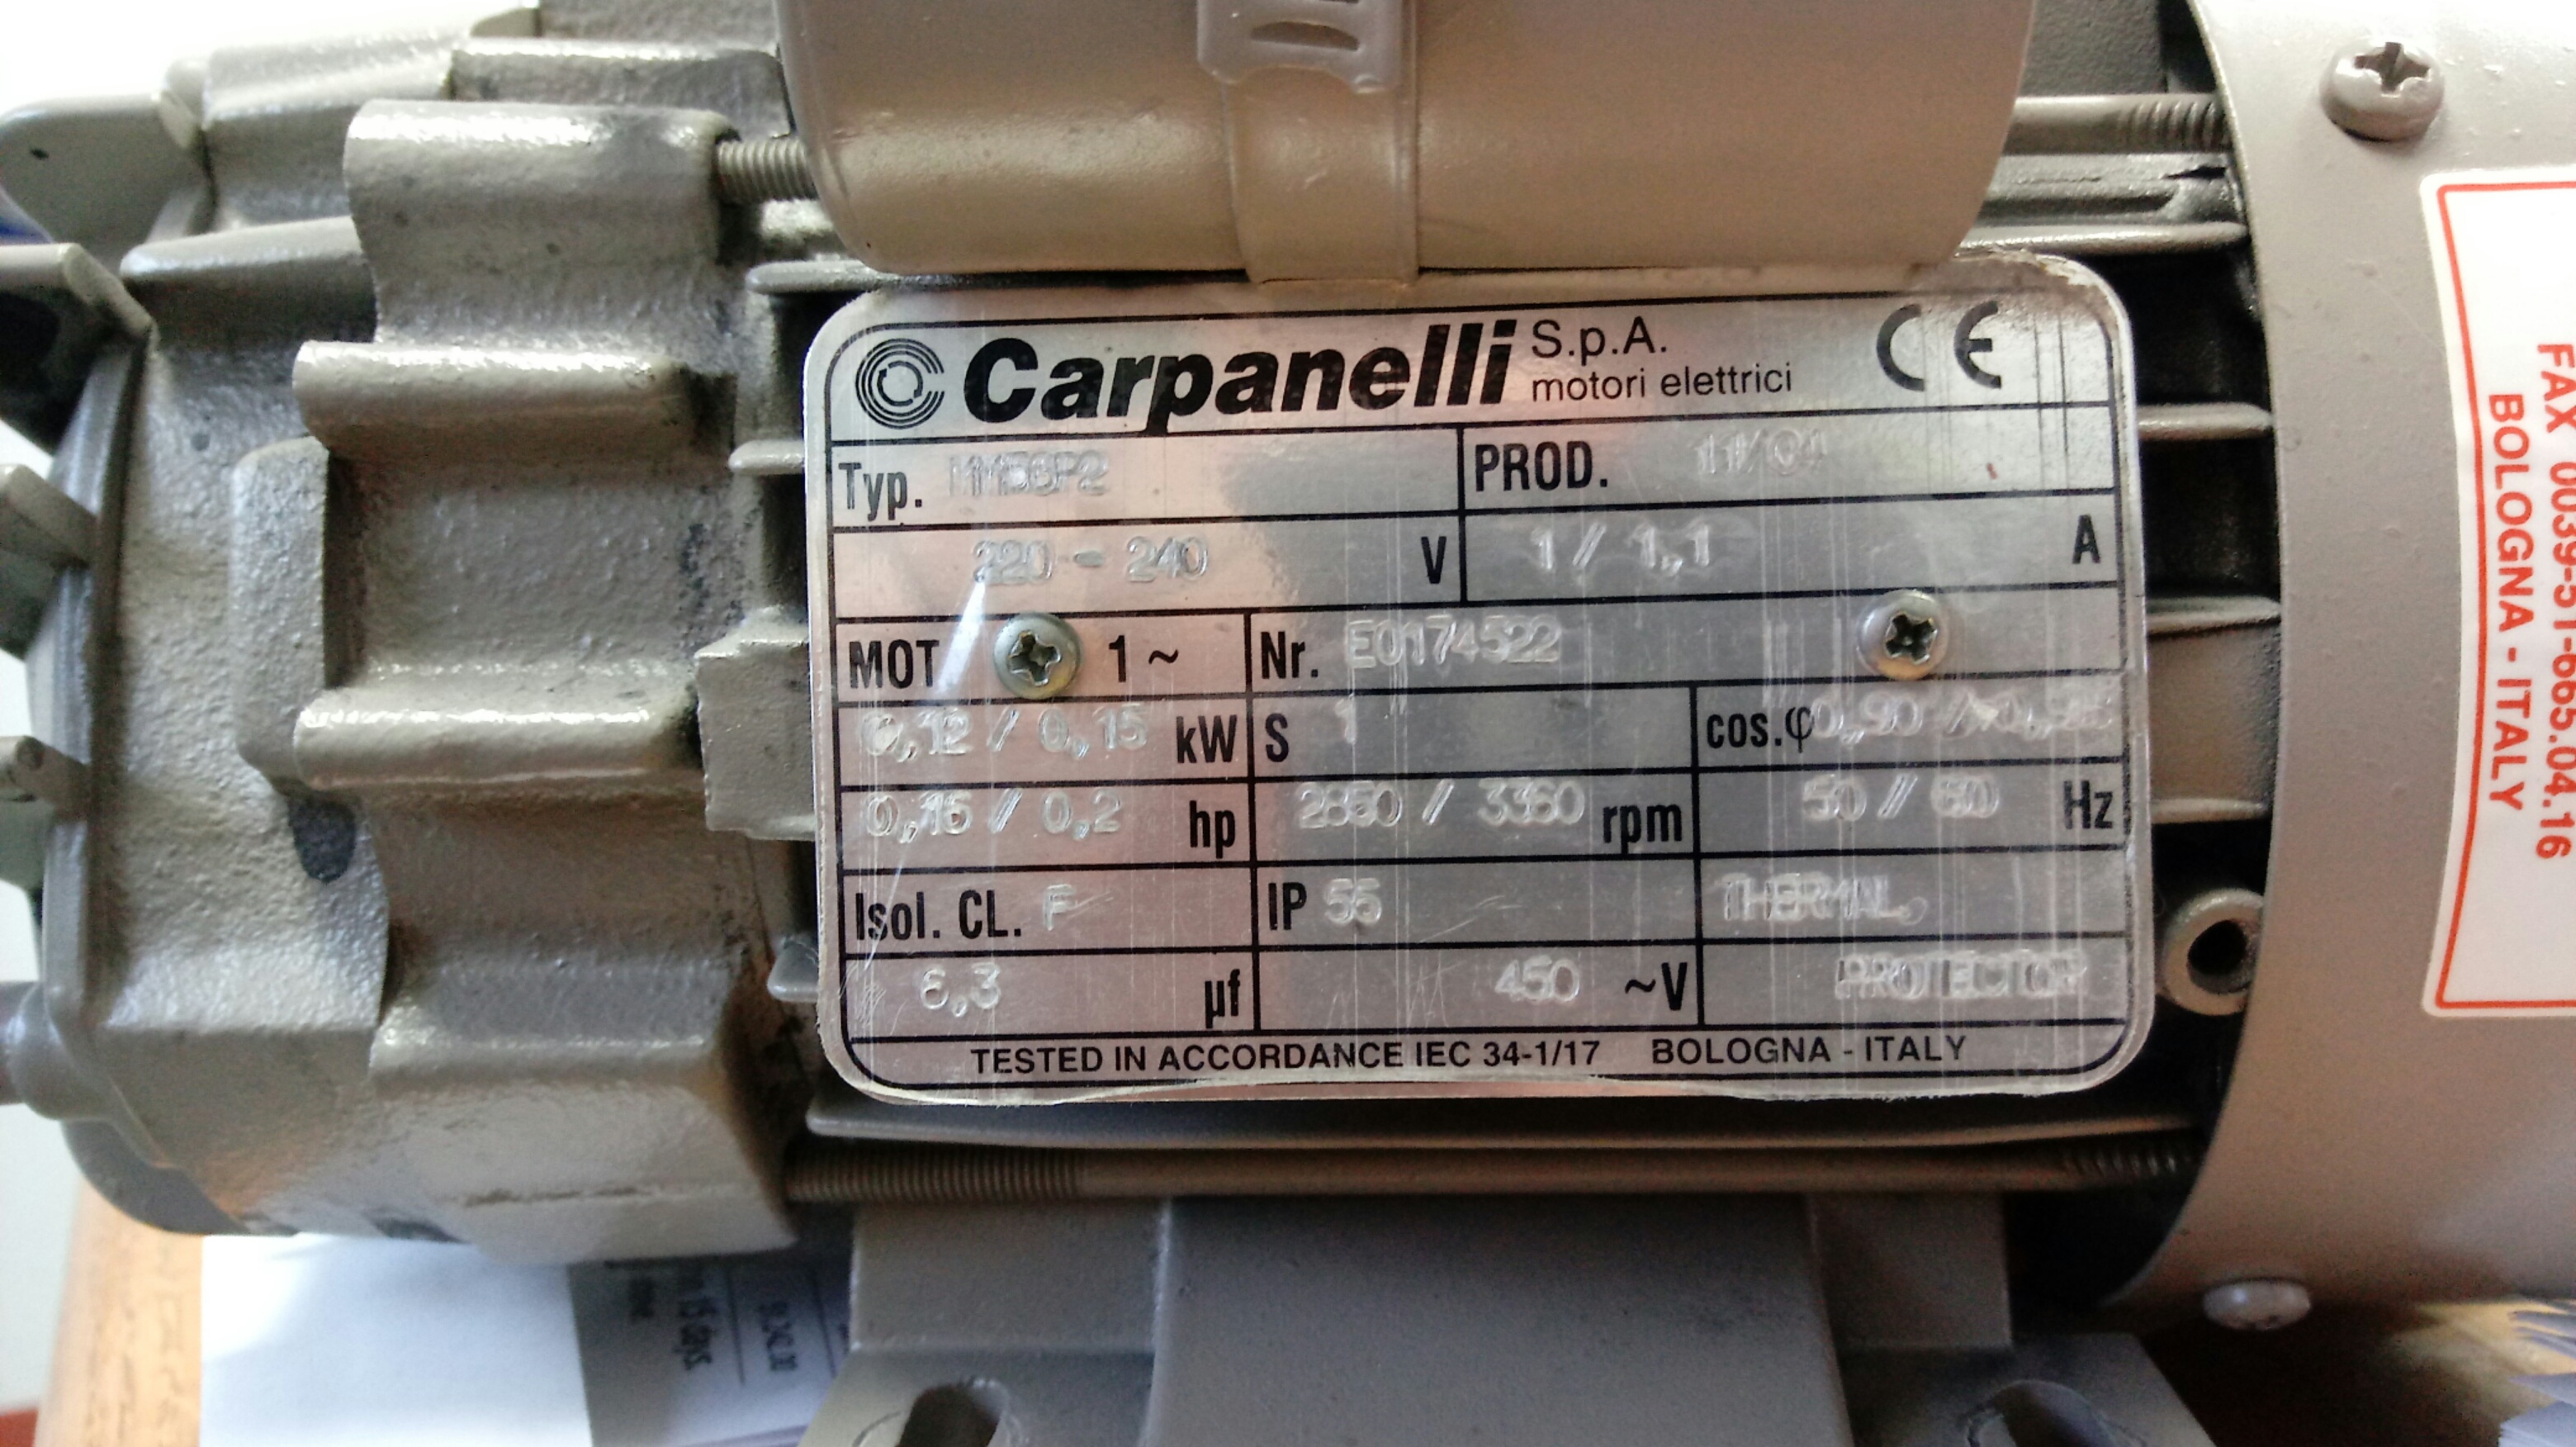 Carpanelli S.p.A.
motori elettrici
CE
Typ. MM56P2 PROD. 11/01
220 - 240 V 1 / 1,1 A
MOT 1 ~ Nr. E0174522
0,12 / 0,15 kW S 1 cos.φ 0,90 /
0,16 / 0,2 hp 2850 / 3360 rpm 50 / 60 Hz
Isol. CL. F IP 55 THERMAL.
6,3 µf 450 ~V PROTECTOR
TESTED IN ACCORDANCE IEC 34-1/17 BOLOGNA - ITALY
FAX 0039-51-665.04.16
BOLOGNA - ITALY
15 days